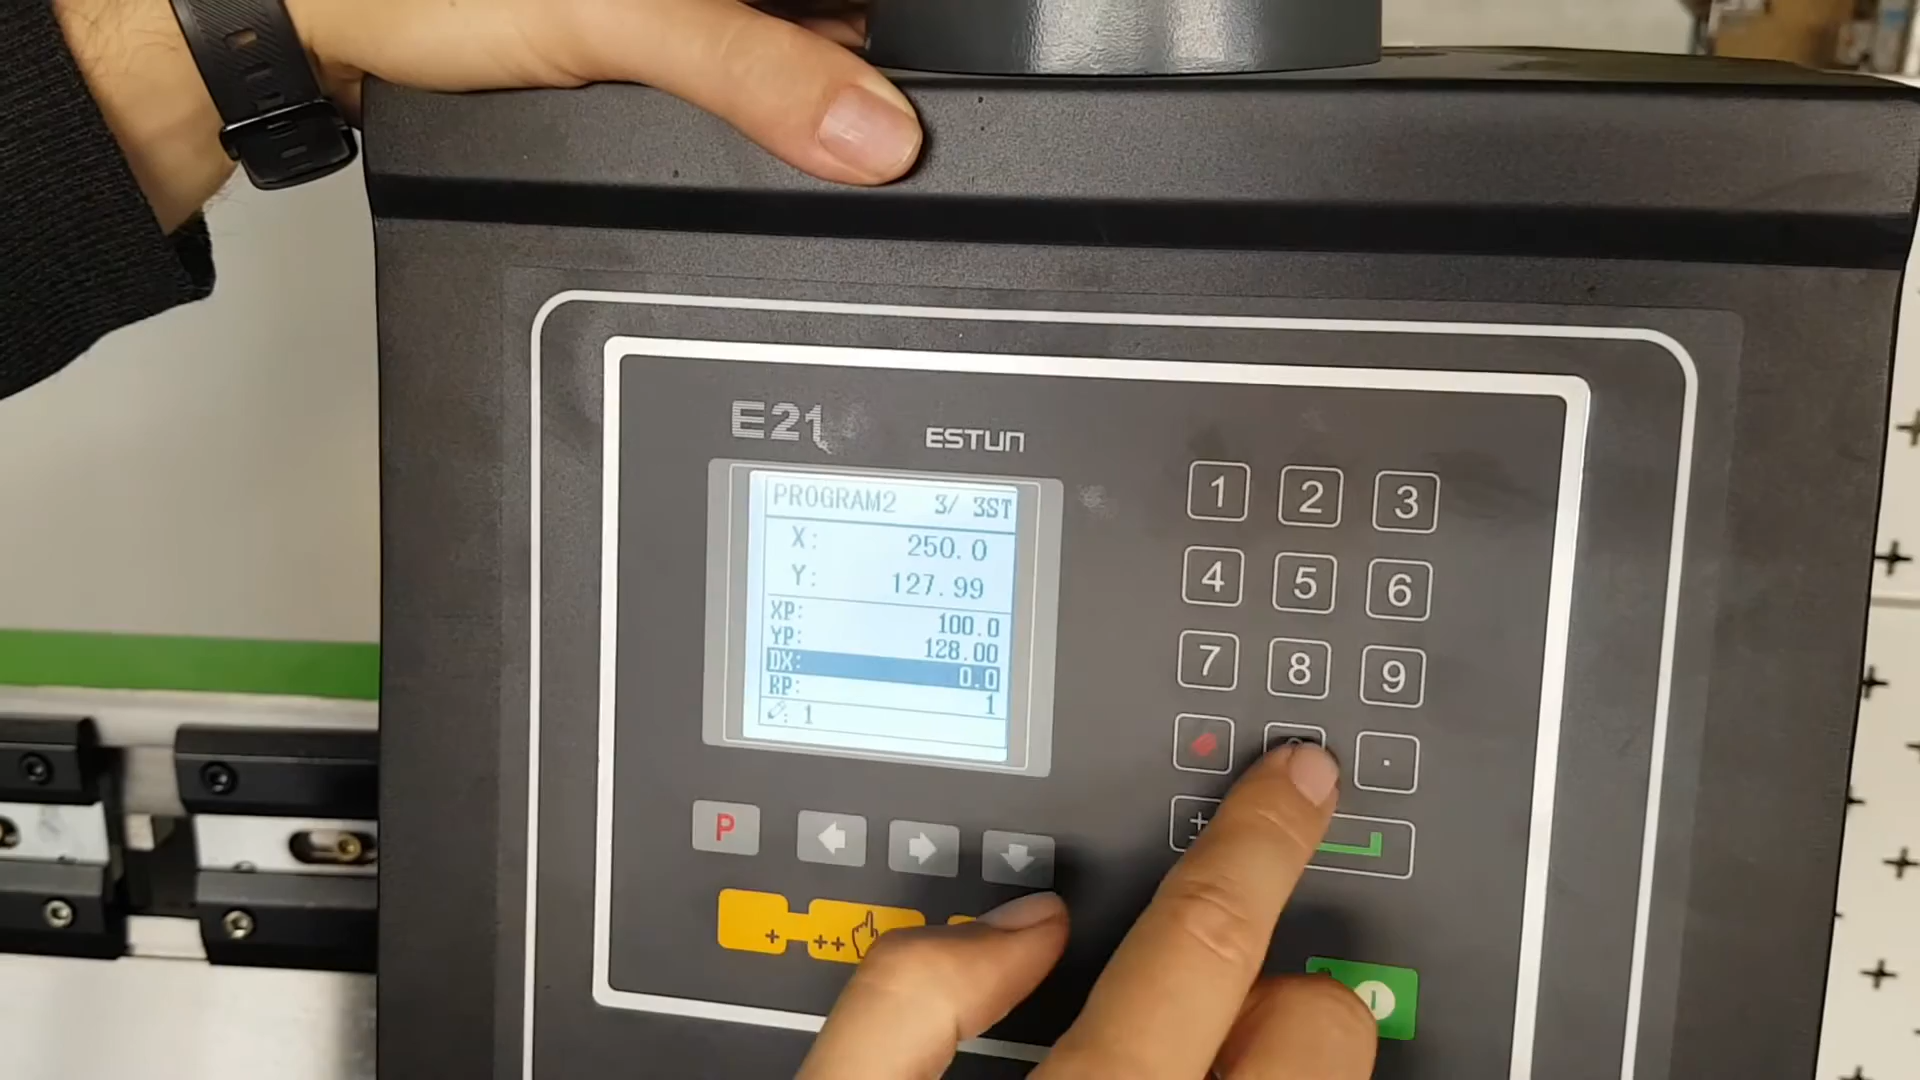 E21 ESTUN
PROGRAM2 3/ 3ST
X: 250.0
Y: 127.99
XP: 100.0
YP: 128.00
DX: 0.0
RP: 1
: 1
1 2 3
4 5 6
7 8 9
.
P
+ ++